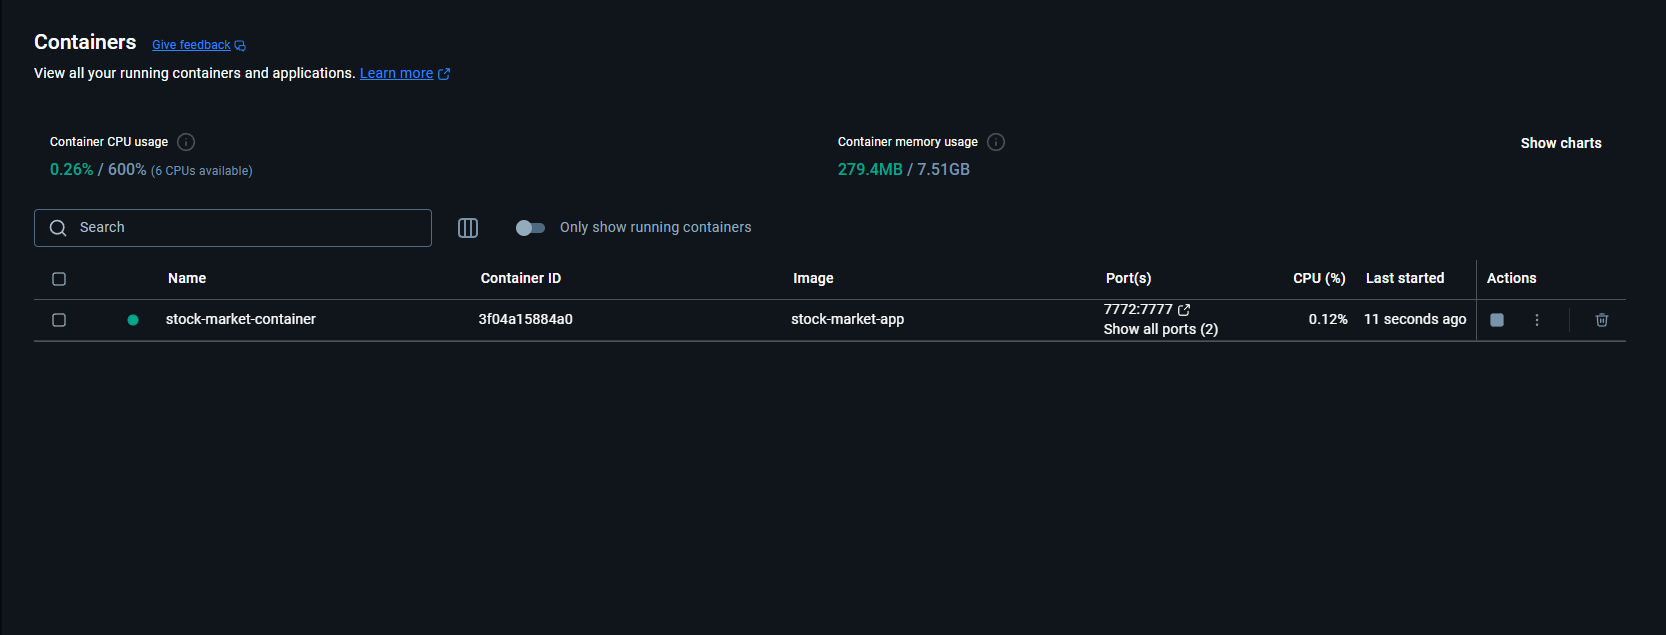 Containers Give feedback
View all your running containers and applications. Learn more
Container CPU usage
0.26% / 600% (6 CPUs available)
Container memory usage
279.4MB / 7.51GB
Show charts
Search
Only show running containers
Name Container ID Image Port(s) CPU (%) Last started Actions
stock-market-container 3f04a15884a0 stock-market-app 7772:7777 0.12% 11 seconds ago
Show all ports (2)